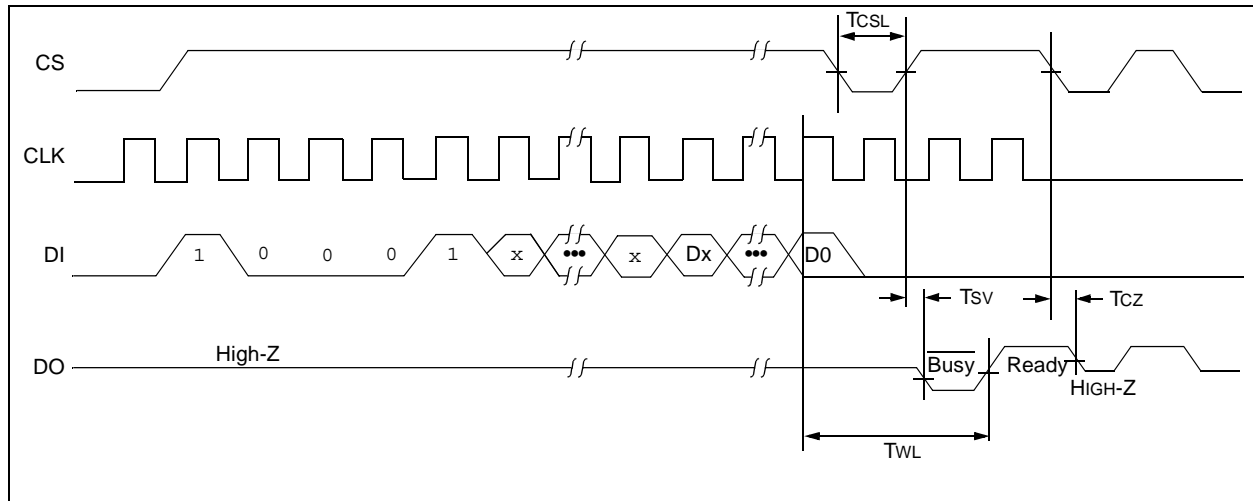 TCSL
CS
CLK
DI 1 0 0 0 1 x ••• x Dx ••• D0
TSV TCZ
High-Z
DO Busy Ready
HIGH-Z
TWL